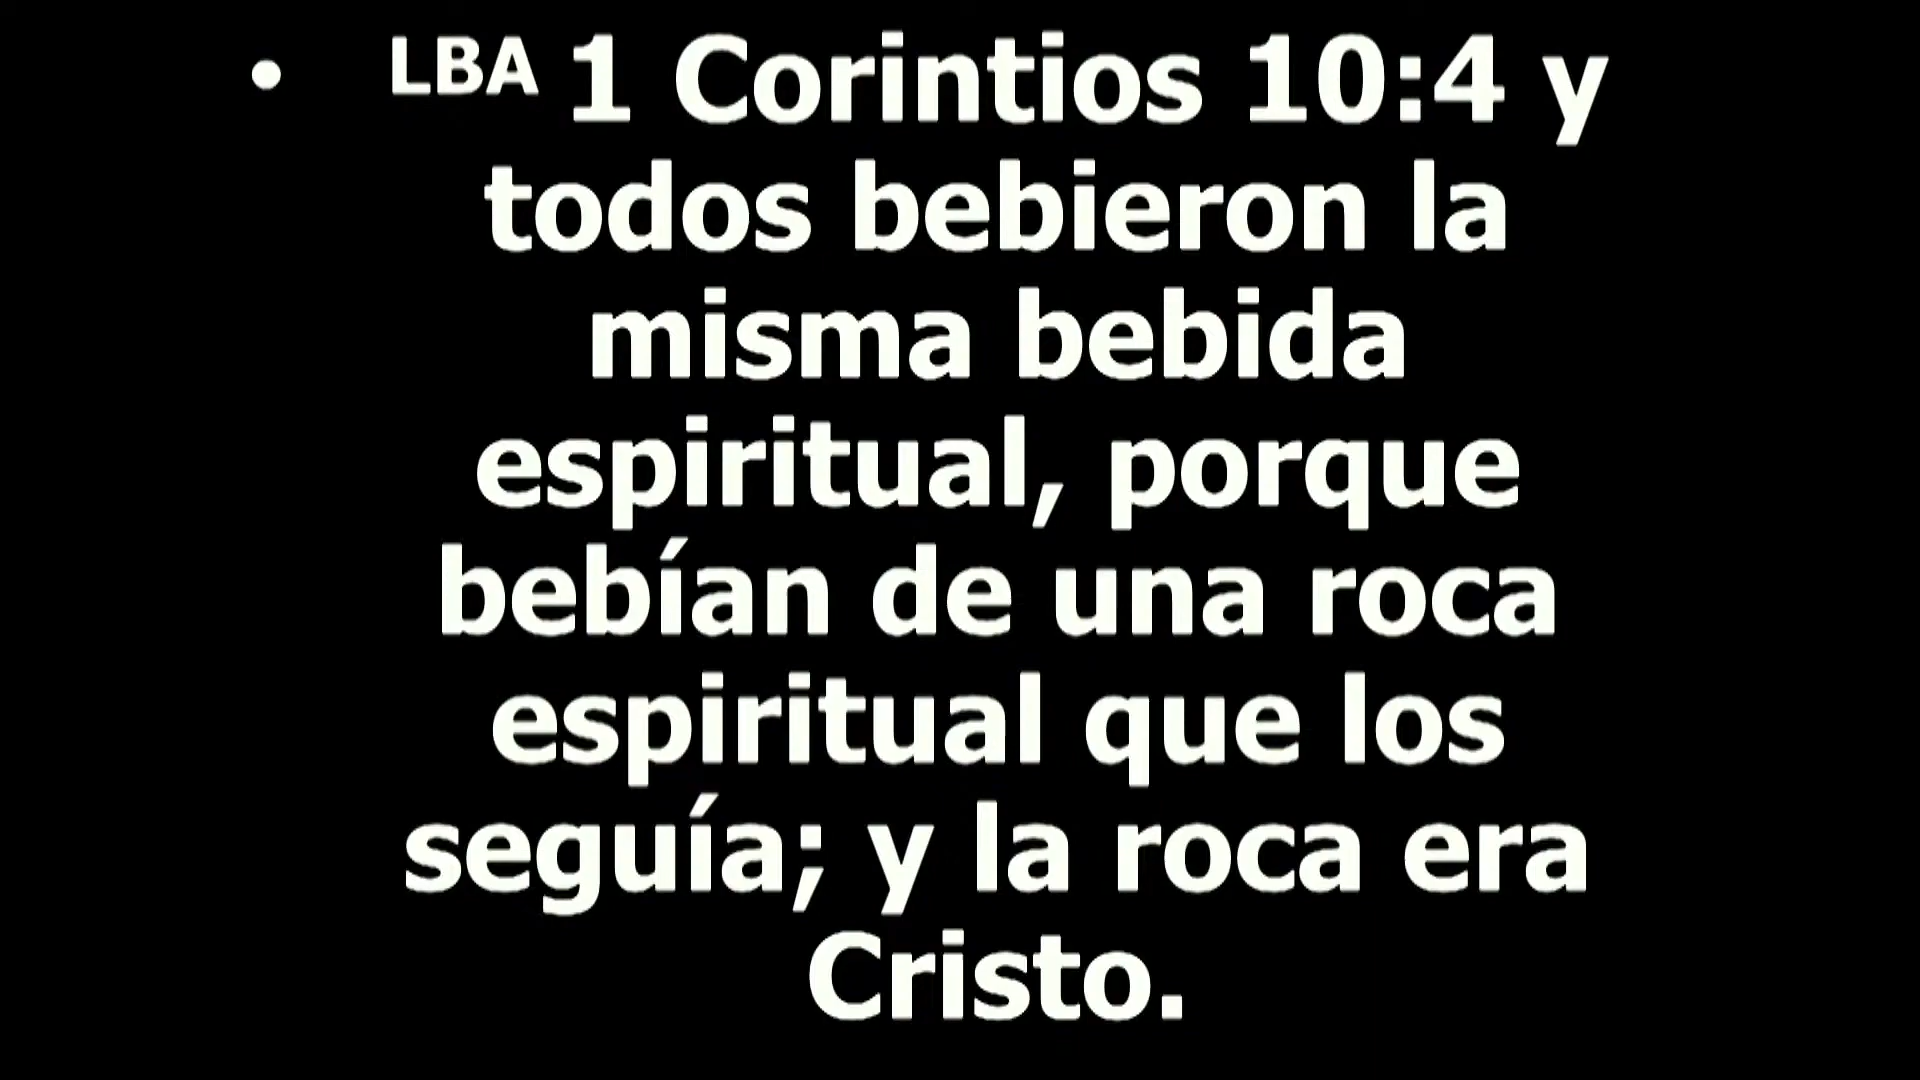 • LBA 1 Corintios 10:4 y
todos bebieron la
misma bebida
espiritual, porque
bebían de una roca
espiritual que los
seguía; y la roca era
Cristo.